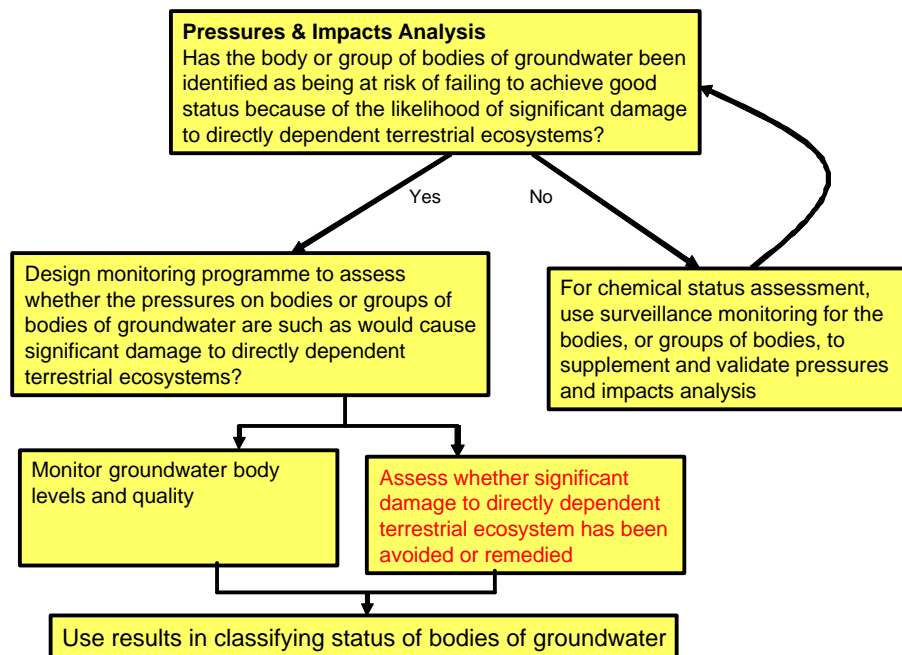 Pressures & Impacts Analysis
Has the body or group of bodies of groundwater been
identified as being at risk of failing to achieve good
status because of the likelihood of significant damage
to directly dependent terrestrial ecosystems?
Yes
No
Design monitoring programme to assess
whether the pressures on bodies or groups of
bodies of groundwater are such as would cause
significant damage to directly dependent
terrestrial ecosystems?
For chemical status assessment,
use surveillance monitoring for the
bodies, or groups of bodies, to
supplement and validate pressures
and impacts analysis
Monitor groundwater body
levels and quality
Assess whether significant
damage to directly dependent
terrestrial ecosystem has been
avoided or remedied
Use results in classifying status of bodies of groundwater